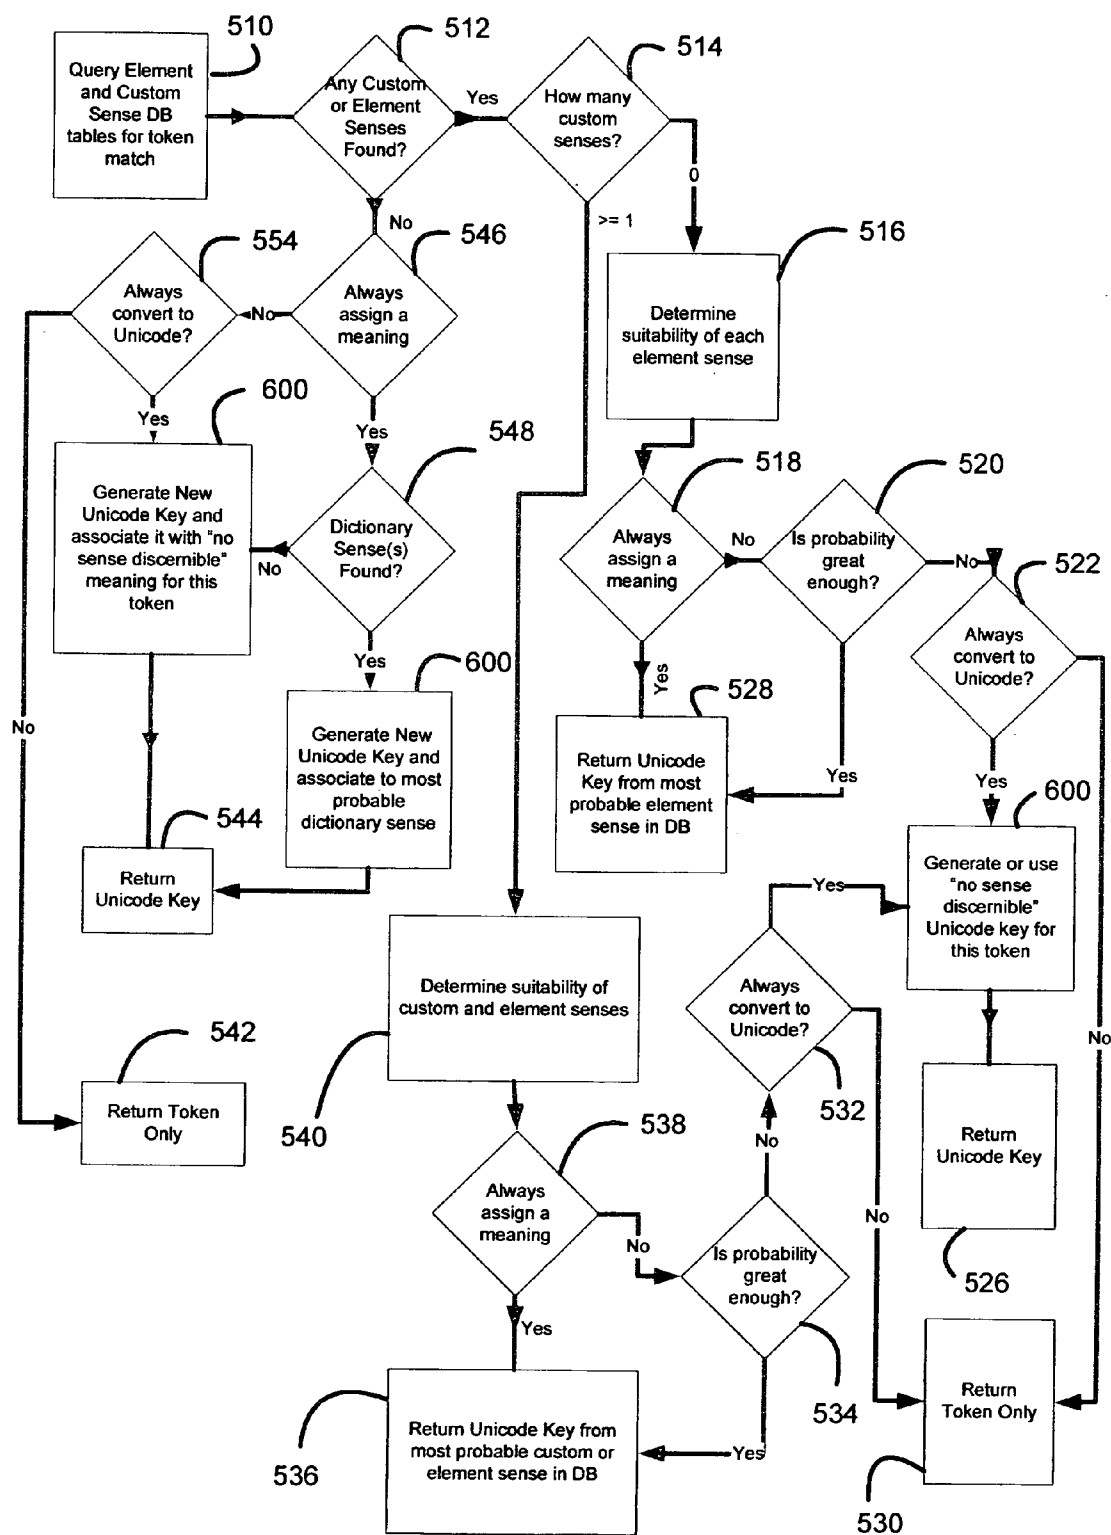 510
512
514
Query Element
and Custom
Sense DB
tables for token
match
Any Custom
or Element
Senses
Found?
Yes
How many
custom
senses?
0
>= 1
No
554
546
516
Always
convert to
Unicode?
No
Always
assign a
meaning
Determine
suitability of each
element sense
600
Yes
Yes
548
518
520
Generate New
Unicode Key and
associate it with "no
sense discernible"
meaning for this
token
No
Dictionary
Sense(s)
Found?
Always
assign a
meaning
No
Is probability
great
enough?
No
522
Always
convert to
Unicode?
Yes
600
Yes
528
No
Generate New
Unicode Key and
associate to most
probable
dictionary sense
Return Unicode
Key from most
probable element
sense in DB
Yes
Yes
600
544
Return
Unicode Key
Generate or use
"no sense
discernible"
Unicode key for
this token
Yes
Determine suitability of
custom and element senses
Always
convert to
Unicode?
No
542
Return Token
Only
540
538
532
Return
Unicode Key
No
Always
assign a
meaning
No
No
Is probability
great
enough?
526
Yes
534
Return
Token Only
536
Return Unicode Key from
most probable custom or
element sense in DB
Yes
530